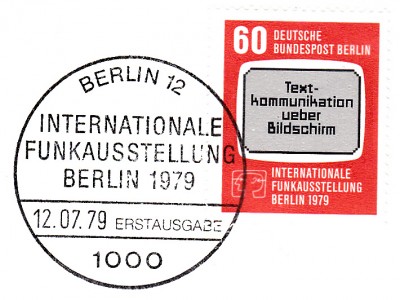 60 DEUTSCHE
BUNDESPOST BERLIN
Text-
kommunikation
ueber
Bildschirm
INTERNATIONALE
FUNKAUSSTELLUNG
BERLIN 1979
BERLIN 12
INTERNATIONALE
FUNKAUSSTELLUNG
BERLIN 1979
12.07.79 ERSTAUSGABE
1000